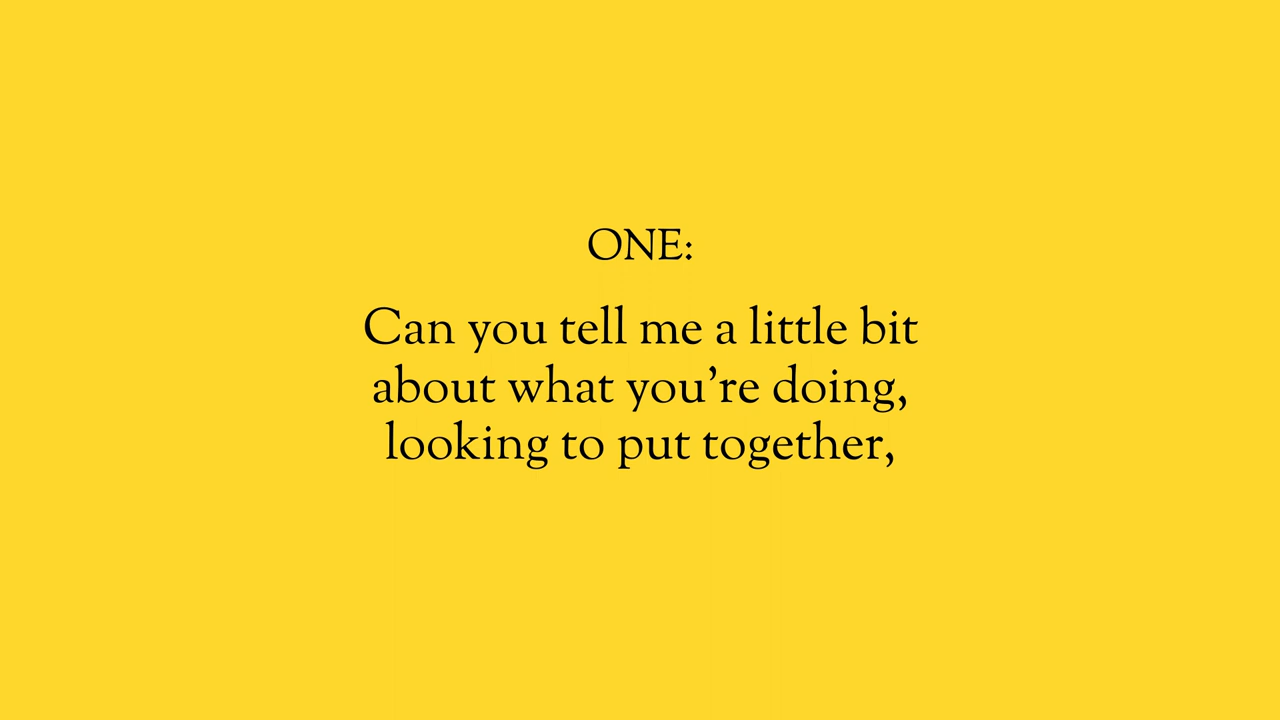 ONE:
Can you tell me a little bit
about what you’re doing,
looking to put together,